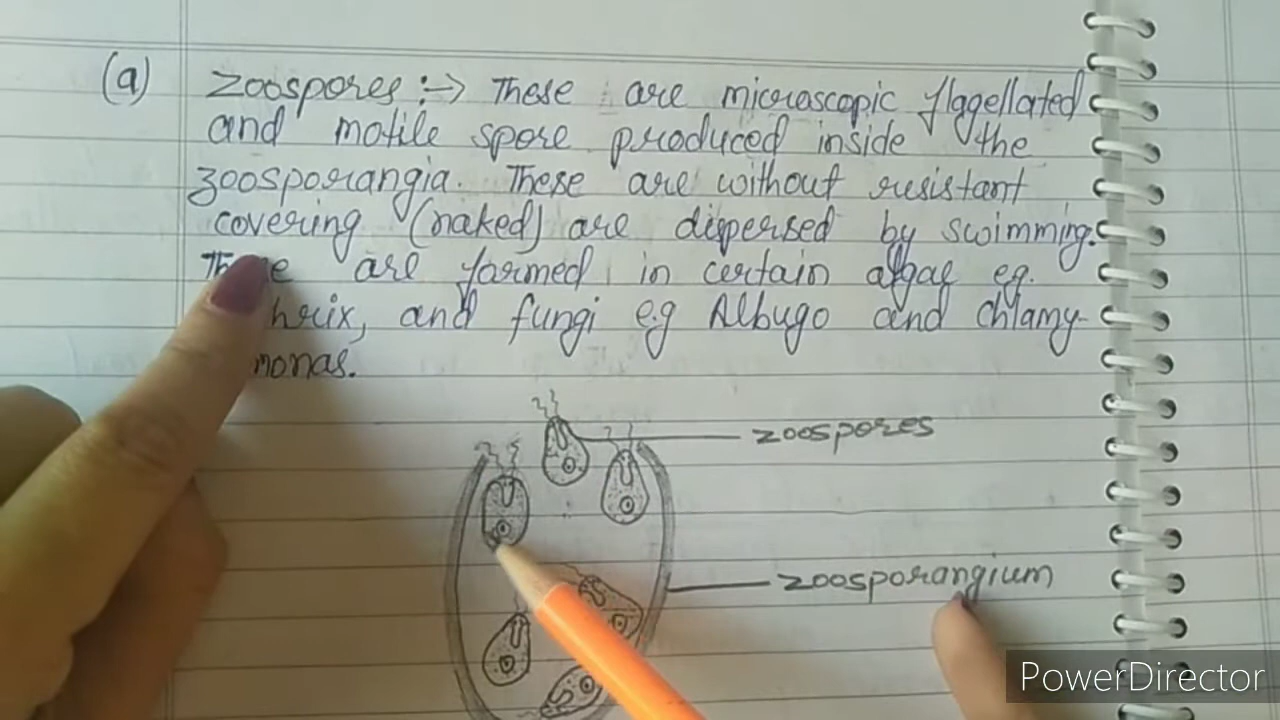 (a) Zoospores :-> These are microscopic flagellated
and motile spore produced inside the
zoosporangia. These are without resistant
covering (naked) are dispersed by swimming.
These are formed in certain algae eg.
hrix, and fungi e.g Albugo and chlamy-
monas.
zoospores
zoosporangium
PowerDirector